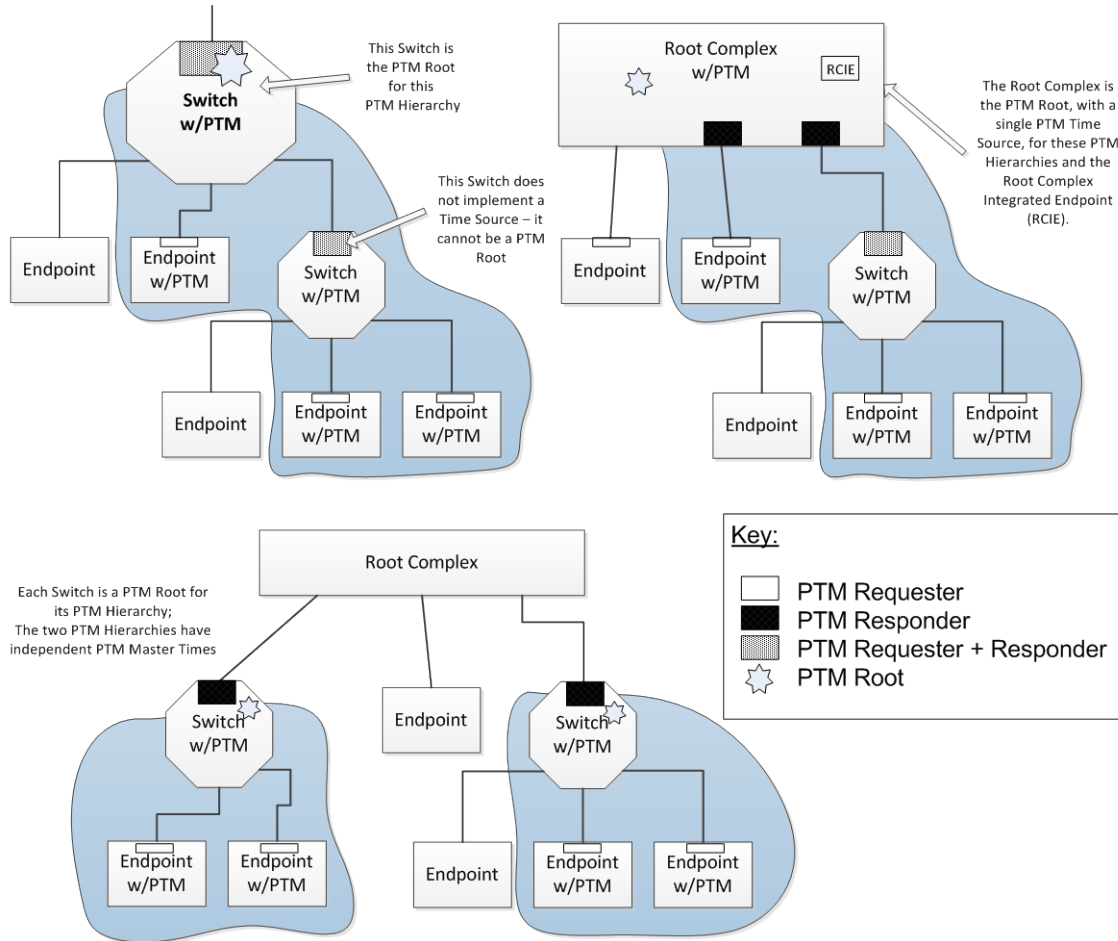 This Switch is
the PTM Root
for this
PTM Hierarchy
Switch
w/PTM
This Switch does
not implement a
Time Source – it
cannot be a PTM
Root
Endpoint
Endpoint
w/PTM
Switch
w/PTM
Endpoint
Endpoint
w/PTM
Endpoint
w/PTM
Root Complex
w/PTM
RCIE
The Root Complex is
the PTM Root, with a
single PTM Time
Source, for these PTM
Hierarchies and the
Root Complex
Integrated Endpoint
(RCIE).
Endpoint
Endpoint
w/PTM
Switch
w/PTM
Endpoint
Endpoint
w/PTM
Endpoint
w/PTM
Root Complex
Each Switch is a PTM Root for
its PTM Hierarchy;
The two PTM Hierarchies have
independent PTM Master Times
Switch
w/PTM
Endpoint
Switch
w/PTM
Endpoint
w/PTM
Endpoint
w/PTM
Endpoint
Endpoint
w/PTM
Endpoint
w/PTM
Key:
PTM Requester
PTM Responder
PTM Requester + Responder
PTM Root